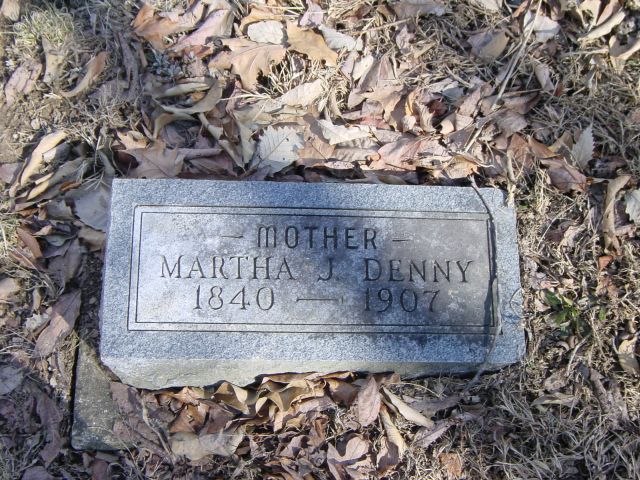 — MOTHER —
MARTHA J. DENNY
1840 — 1907